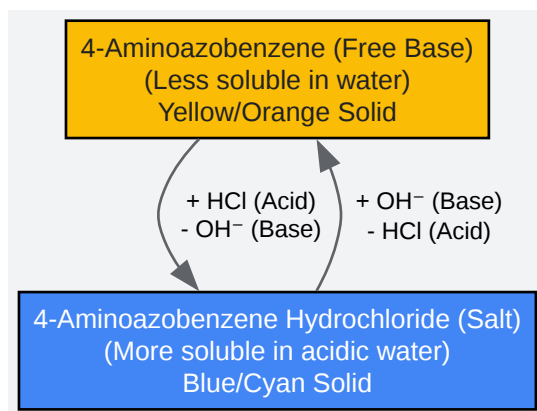 4-Aminoazobenzene (Free Base)
(Less soluble in water)
Yellow/Orange Solid
+ HCl (Acid)
- OH⁻ (Base)
+ OH⁻ (Base)
- HCl (Acid)
4-Aminoazobenzene Hydrochloride (Salt)
(More soluble in acidic water)
Blue/Cyan Solid